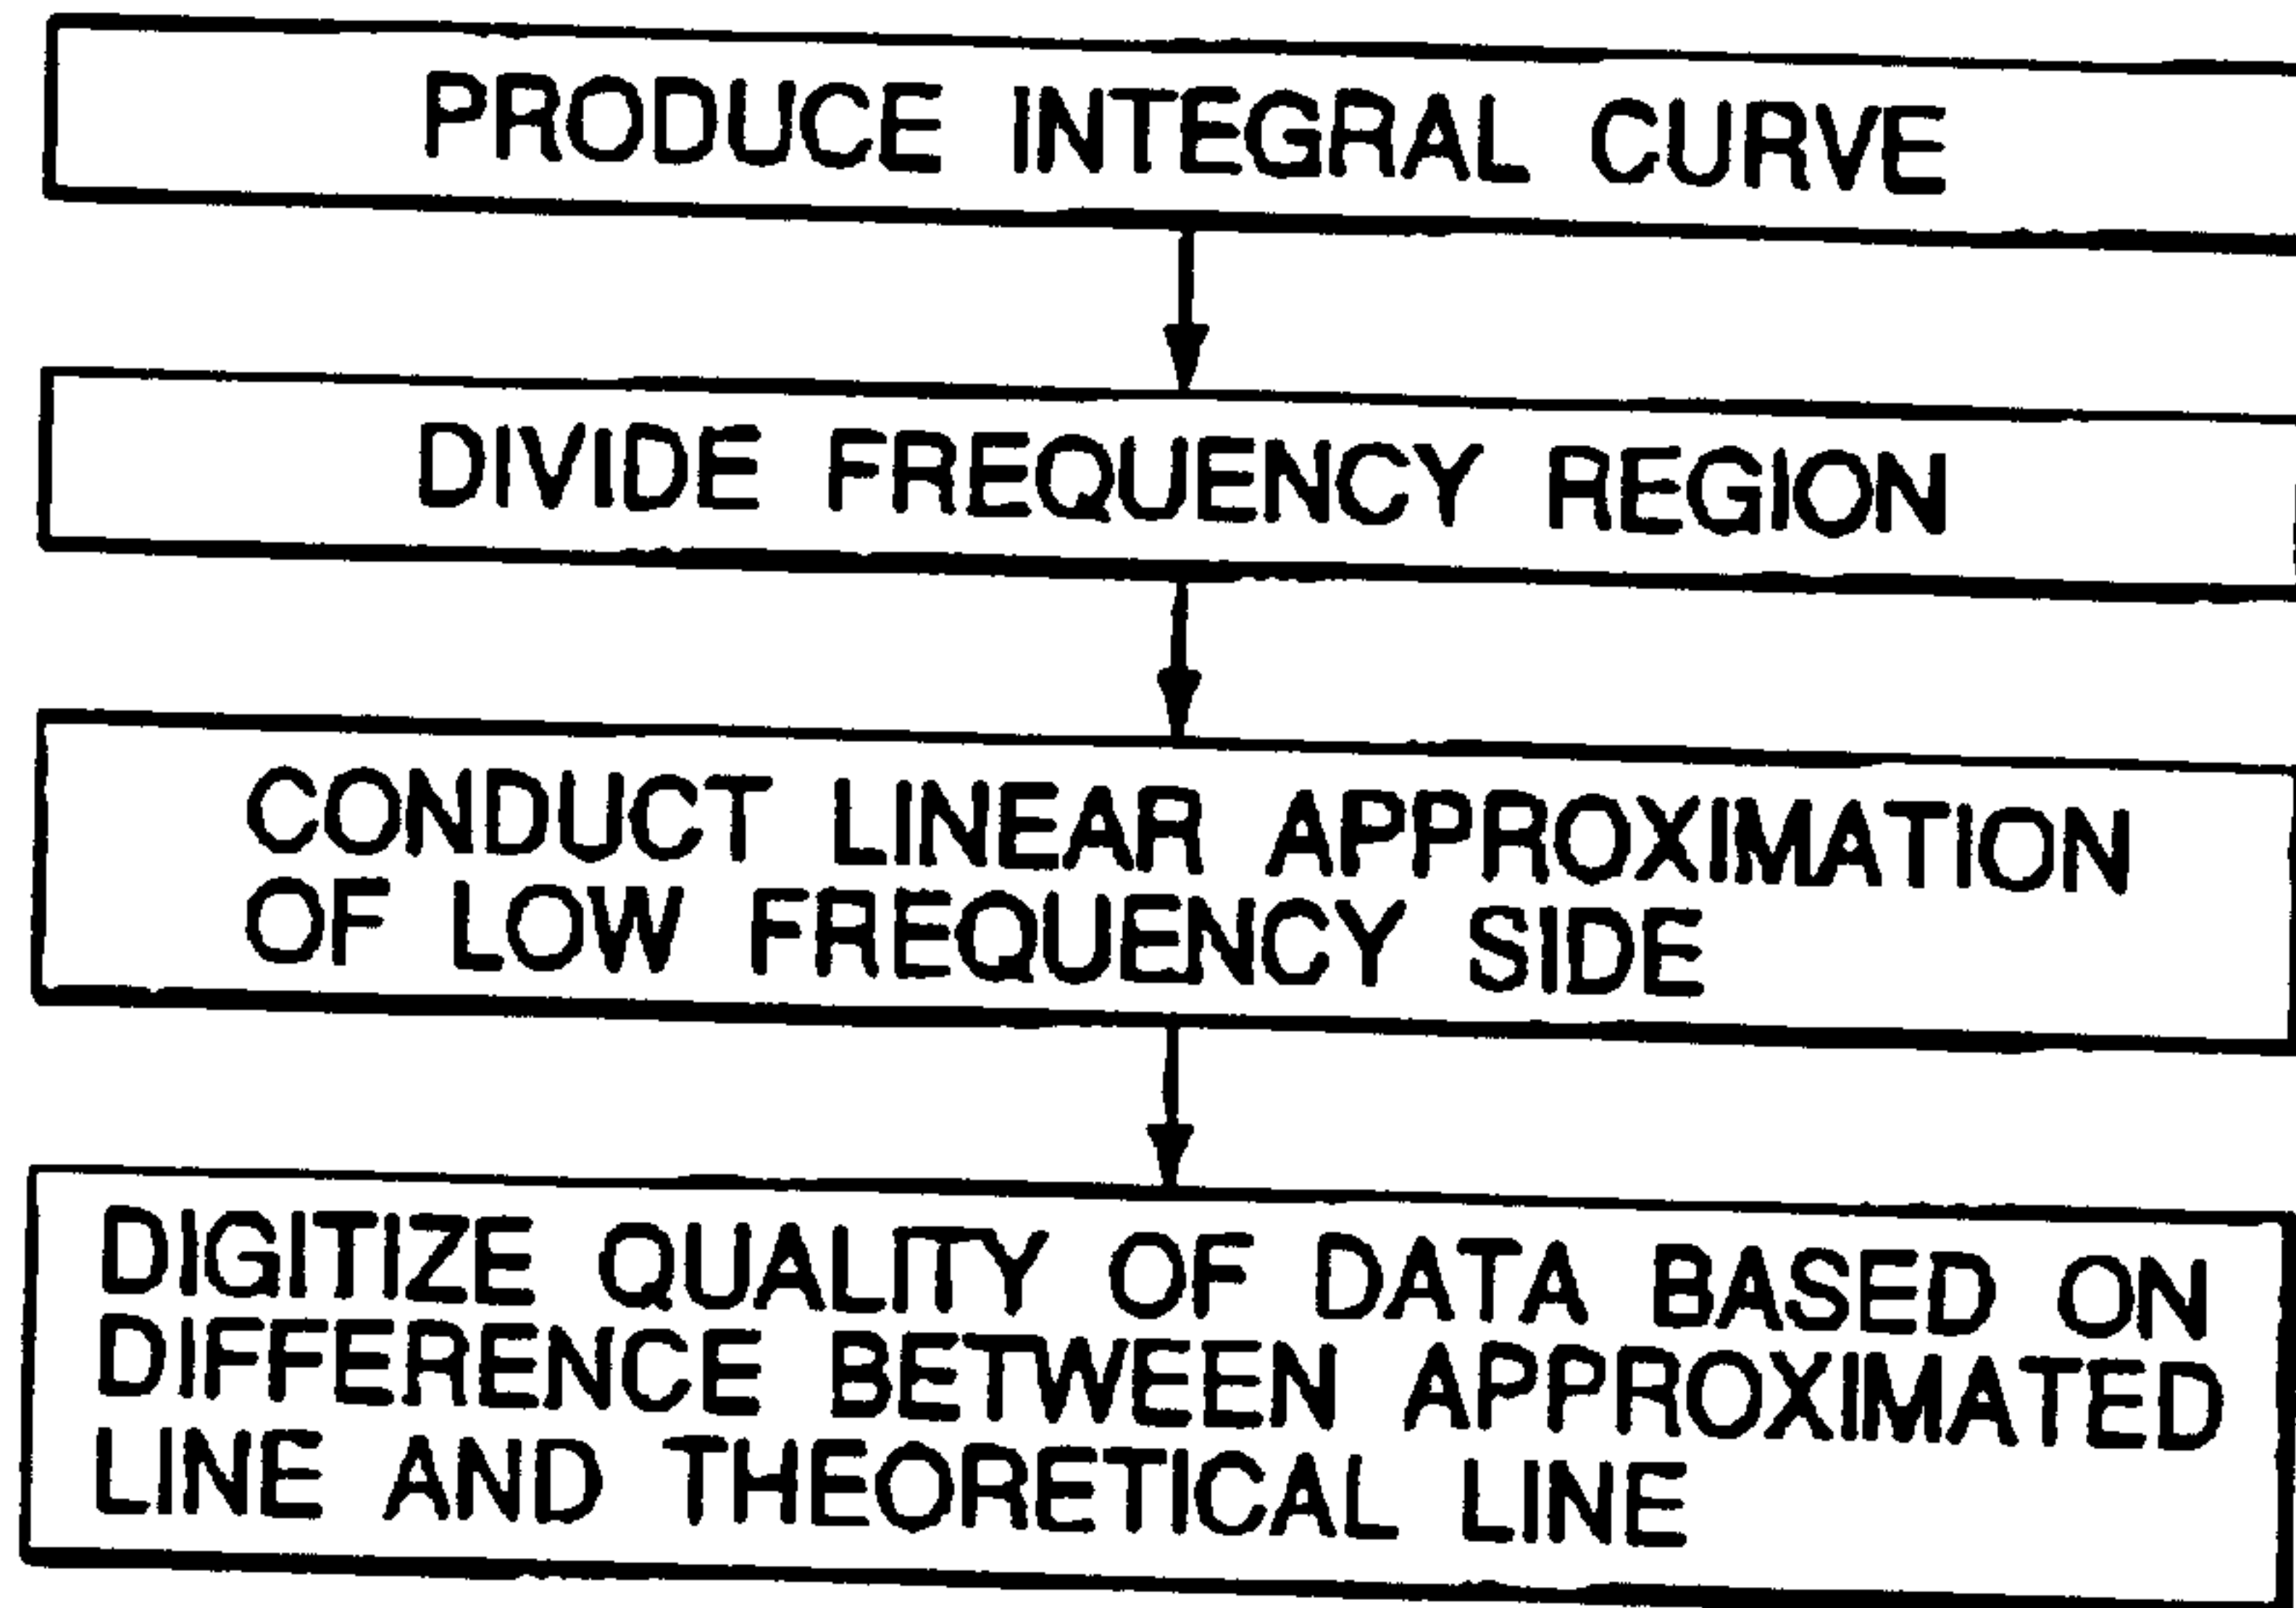 PRODUCE INTEGRAL CURVE
DIVIDE FREQUENCY REGION
CONDUCT LINEAR APPROXIMATION
OF LOW FREQUENCY SIDE
DIGITIZE QUALITY OF DATA BASED ON
DIFFERENCE BETWEEN APPROXIMATED
LINE AND THEORETICAL LINE